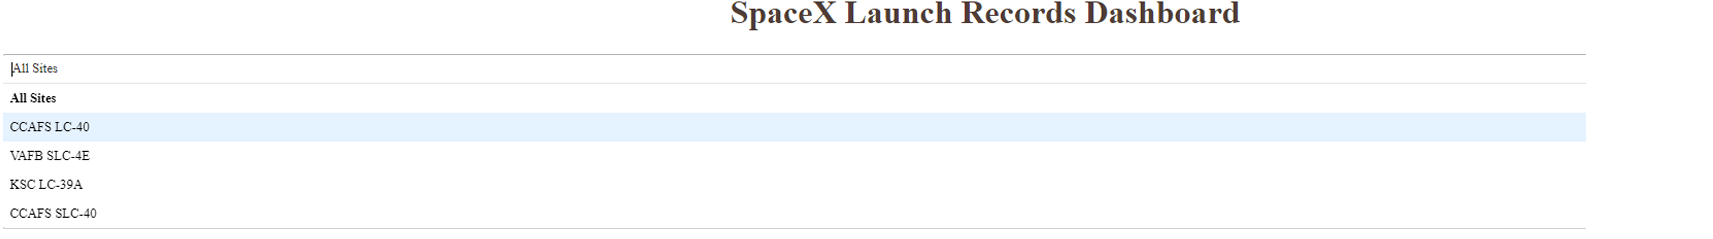 SpaceX Launch Records Dashboard
All Sites
All Sites
CCAFS LC-40
VAFB SLC-4E
KSC LC-39A
CCAFS SLC-40